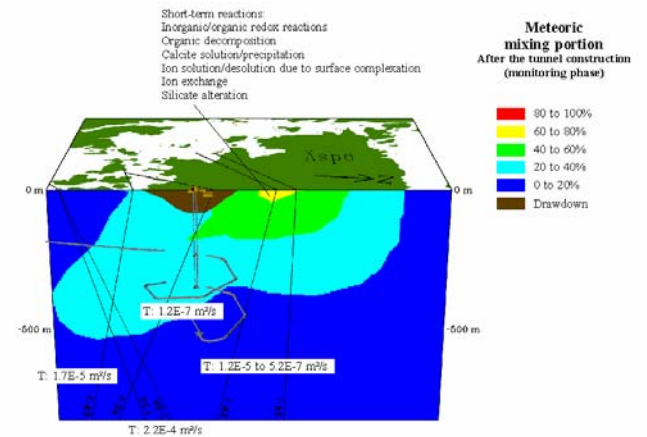 Short-term reactions:
Inorganic/organic redox reactions
Organic decomposition
Calcite solution/precipitation
Ion solution/desolution due to surface complexation
Ion exchange
Silicate alteration
Meteoric
mixing portion
After the tunnel construction
(monitoring phase)
80 to 100%
60 to 80%
40 to 60%
20 to 40%
0 to 20%
Drawdown
Äspö
0 m
0 m
-500 m
-500 m
T: 1.2E-7 m²/s
T: 1.2E-5 to 5.2E-7 m²/s
T: 1.7E-5 m²/s
T: 2.2E-4 m²/s